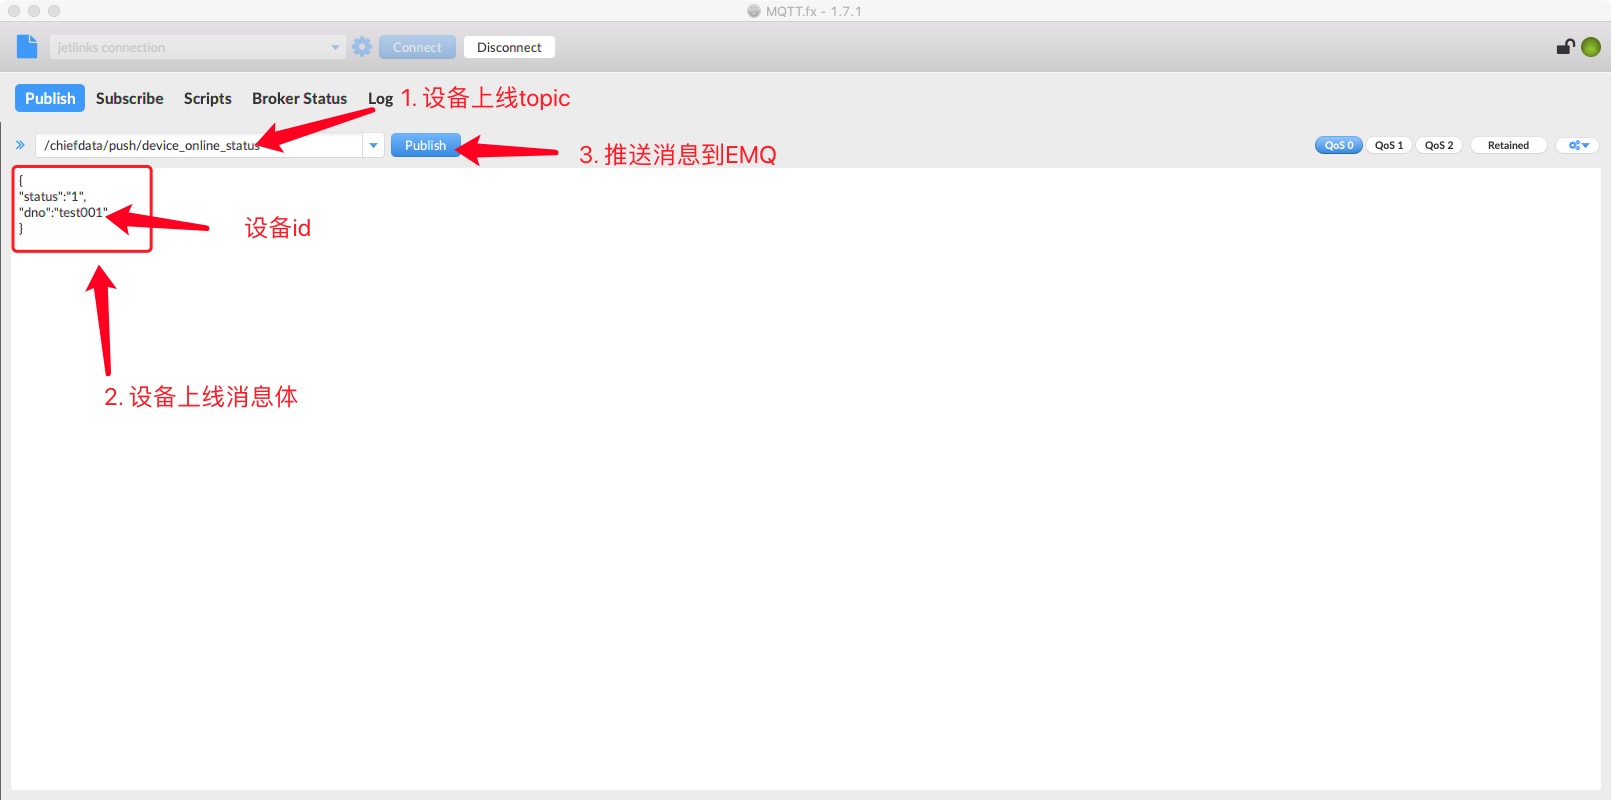 MQTT.fx - 1.7.1
jetlinks connection
Connect
Disconnect
Publish
Subscribe
Scripts
Broker Status
Log
1. 设备上线topic
/chiefdata/push/device_online_status
Publish
3. 推送消息到EMQ
QoS 0
QoS 1
QoS 2
Retained
{
"status":"1",
"dno":"test001"
}
设备id
2. 设备上线消息体